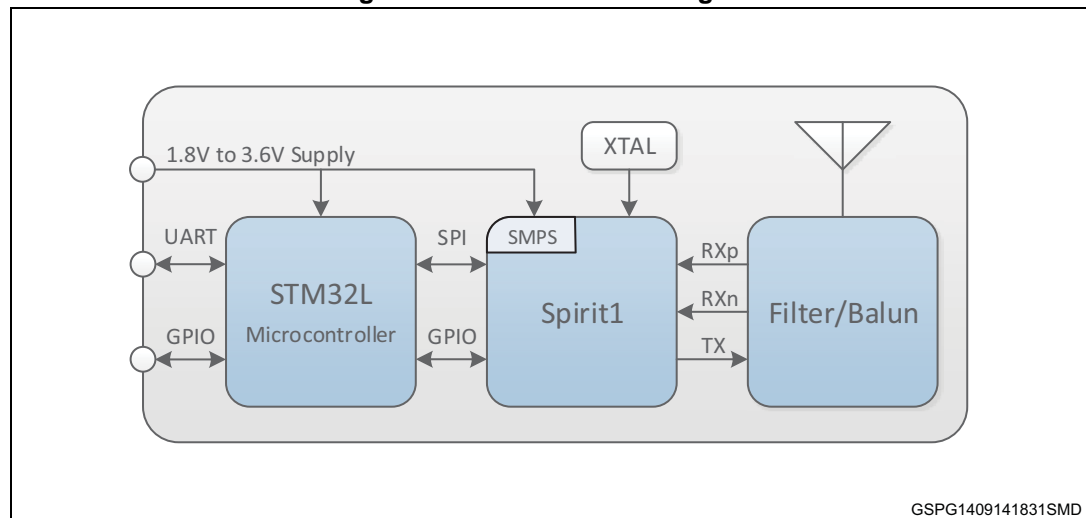 1.8V to 3.6V Supply
XTAL
UART
SPI
SMPS
RXp
STM32L
Microcontroller
Spirit1
RXn
Filter/Balun
GPIO
GPIO
TX
GSPG1409141831SMD